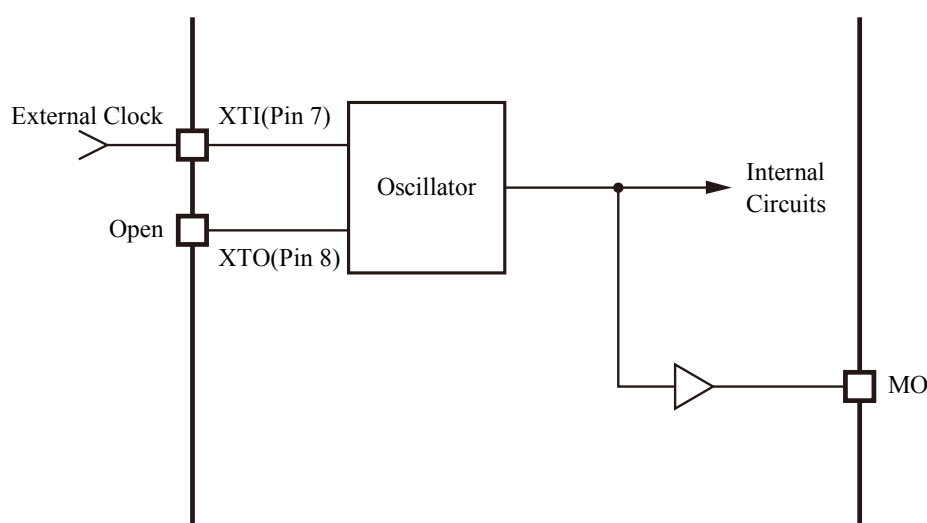 External Clock
XTI(Pin 7)
Oscillator
Internal
Circuits
Open
XTO(Pin 8)
MO